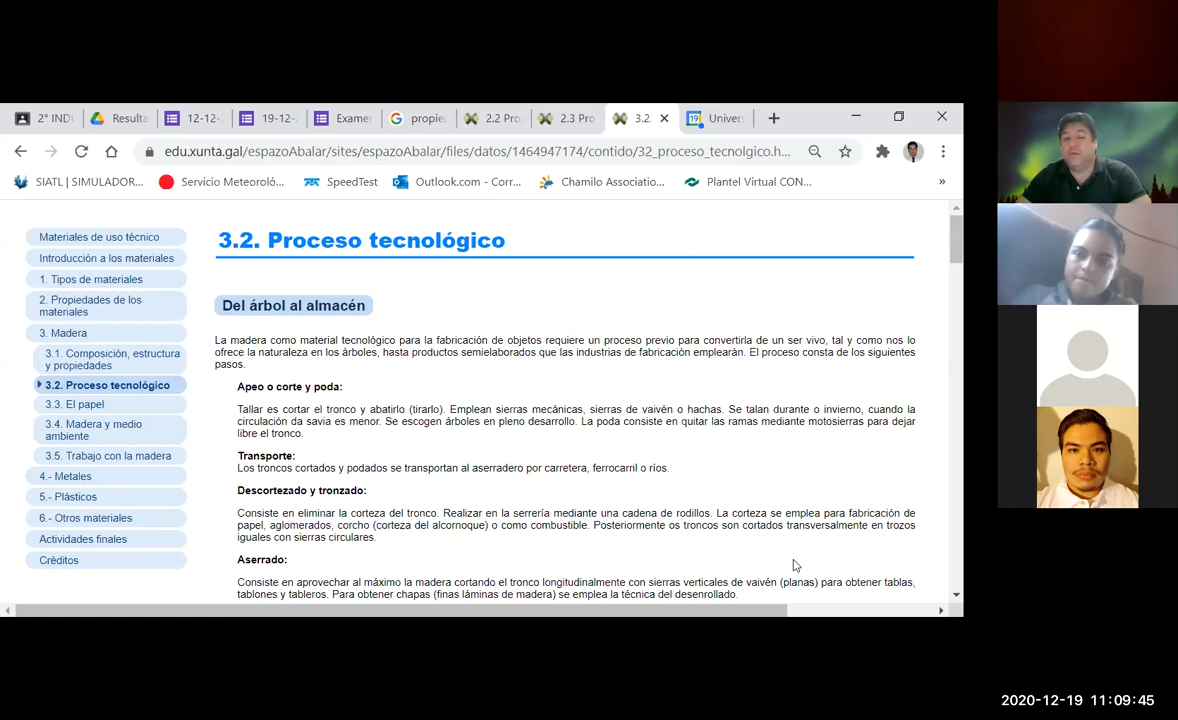 2° IND
Resulta
12-12-
19-12-
Examen
propie
2.2 Pro
2.3 Pro
3.2.
19
Univers
edu.xunta.gal/espazoAbalar/sites/espazoAbalar/files/datos/1464947174/contido/32_proceso_tecnolgico.h...
SIATL | SIMULADOR...
Servicio Meteoroló...
SpeedTest
Outlook.com - Corr...
Chamilo Associatio...
Plantel Virtual CON...
»
Materiales de uso técnico
Introducción a los materiales
1. Tipos de materiales
2. Propiedades de los
materiales
3. Madera
3.1. Composición, estructura
y propiedades
3.2. Proceso tecnológico
3.3. El papel
3.4. Madera y medio
ambiente
3.5. Trabajo con la madera
4.- Metales
5.- Plásticos
6.- Otros materiales
Actividades finales
Créditos
3.2. Proceso tecnológico
Del árbol al almacén
La madera como material tecnológico para la fabricación de objetos requiere un proceso previo para convertirla de un ser vivo, tal y como nos lo
ofrece la naturaleza en los árboles, hasta productos semielaborados que las industrias de fabricación emplearán. El proceso consta de los siguientes
pasos.
Apeo o corte y poda:
Tallar es cortar el tronco y abatirlo (tirarlo). Emplean sierras mecánicas, sierras de vaivén o hachas. Se talan durante o invierno, cuando la
circulación da savia es menor. Se escogen árboles en pleno desarrollo. La poda consiste en quitar las ramas mediante motosierras para dejar
libre el tronco.
Transporte:
Los troncos cortados y podados se transportan al aserradero por carretera, ferrocarril o ríos.
Descortezado y tronzado:
Consiste en eliminar la corteza del tronco. Realizar en la serrería mediante una cadena de rodillos. La corteza se emplea para fabricación de
papel, aglomerados, corcho (corteza del alcornoque) o como combustible. Posteriormente os troncos son cortados transversalmente en trozos
iguales con sierras circulares.
Aserrado:
Consiste en aprovechar al máximo la madera cortando el tronco longitudinalmente con sierras verticales de vaivén (planas) para obtener tablas,
tablones y tableros. Para obtener chapas (finas láminas de madera) se emplea la técnica del desenrollado.
2020-12-19 11:09:45